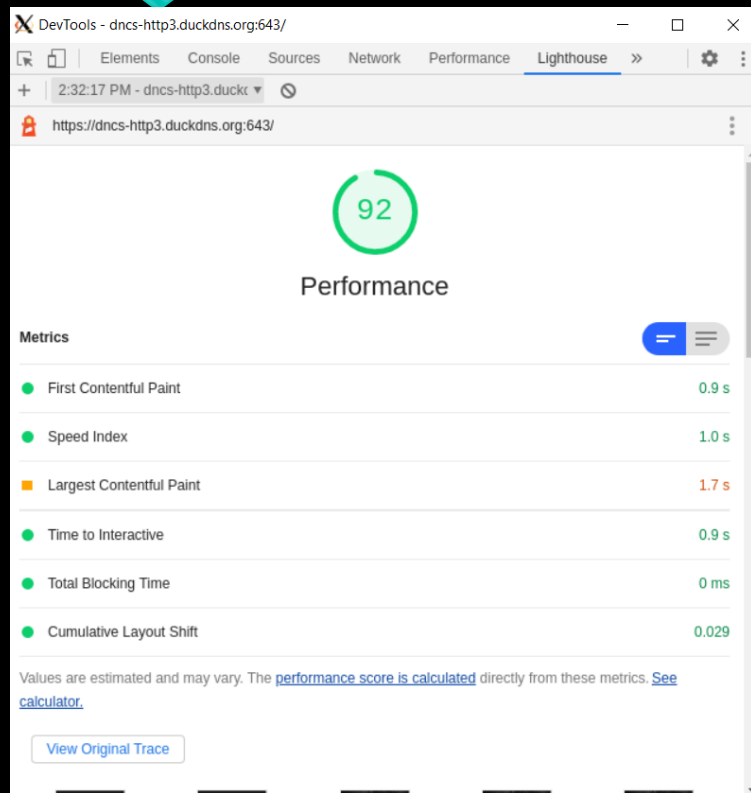 DevTools - dncs-http3.duckdns.org:643/
Elements Console Sources Network Performance Lighthouse »
+ 2:32:17 PM - dncs-http3.duckc ▼
https://dncs-http3.duckdns.org:643/
92
Performance
Metrics
First Contentful Paint 0.9 s
Speed Index 1.0 s
Largest Contentful Paint 1.7 s
Time to Interactive 0.9 s
Total Blocking Time 0 ms
Cumulative Layout Shift 0.029
Values are estimated and may vary. The performance score is calculated directly from these metrics. See
calculator.
View Original Trace